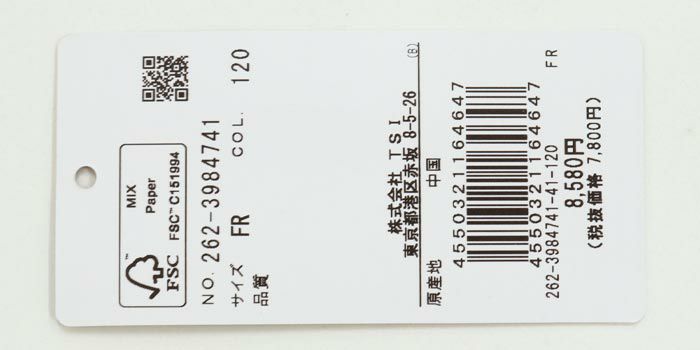 MIX
Paper
FSC™ C151994
FSC
NO. 262-3984741
COL. 120
サイズ FR
品質
(B)
株式会社 TSI
東京都港区赤坂 8-5-26
原産地 中国
4550321164647
4550321164647
262-3984741-41-120
FR
8,580円
(税抜価格 7,800円)